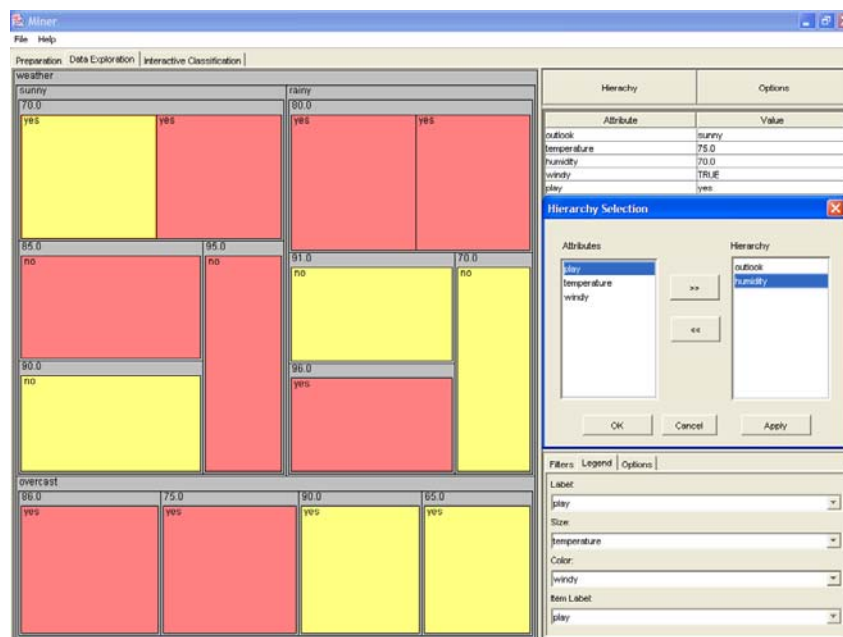 Miner
File Help
Preparation Data Exploration Interactive Classification
weather
sunny rainy
70.0 80.0
yes yes yes yes
85.0 95.0 91.0 70.0
no no no no
90.0 96.0
no yes
overcast
86.0 75.0 90.0 65.0
yes yes yes yes
Hierachy Options
Attribute Value
outlook sunny
temperature 75.0
humidity 70.0
windy TRUE
play yes
Hierarchy Selection
Attributes Hierarchy
play outlook
temperature humidity
windy
>>
<<
OK Cancel Apply
Filters Legend Options
Label:
play
Size:
temperature
Color:
windy
Item Label:
play